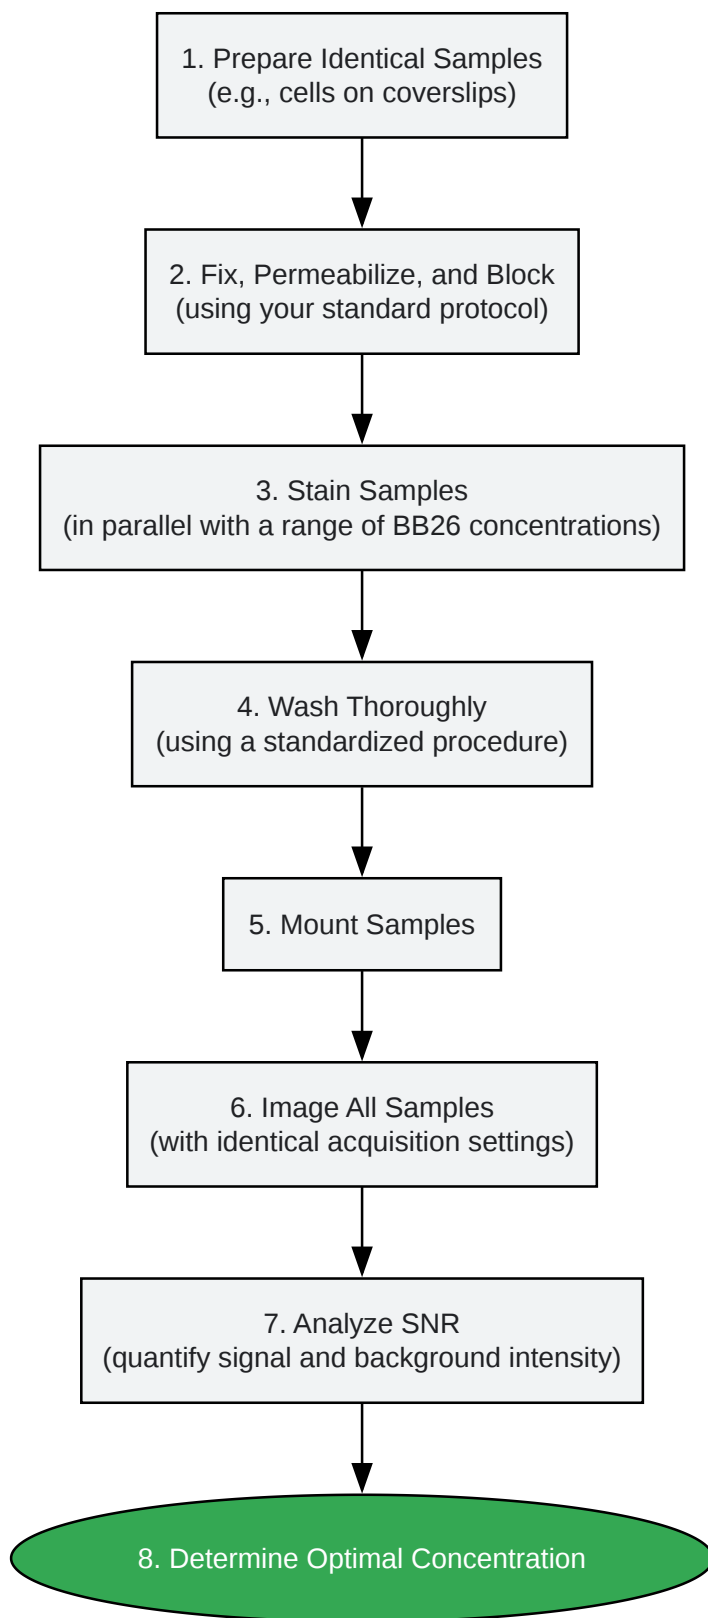 1. Prepare Identical Samples
(e.g., cells on coverslips)
2. Fix, Permeabilize, and Block
(using your standard protocol)
3. Stain Samples
(in parallel with a range of BB26 concentrations)
4. Wash Thoroughly
(using a standardized procedure)
5. Mount Samples
6. Image All Samples
(with identical acquisition settings)
7. Analyze SNR
(quantify signal and background intensity)
8. Determine Optimal Concentration